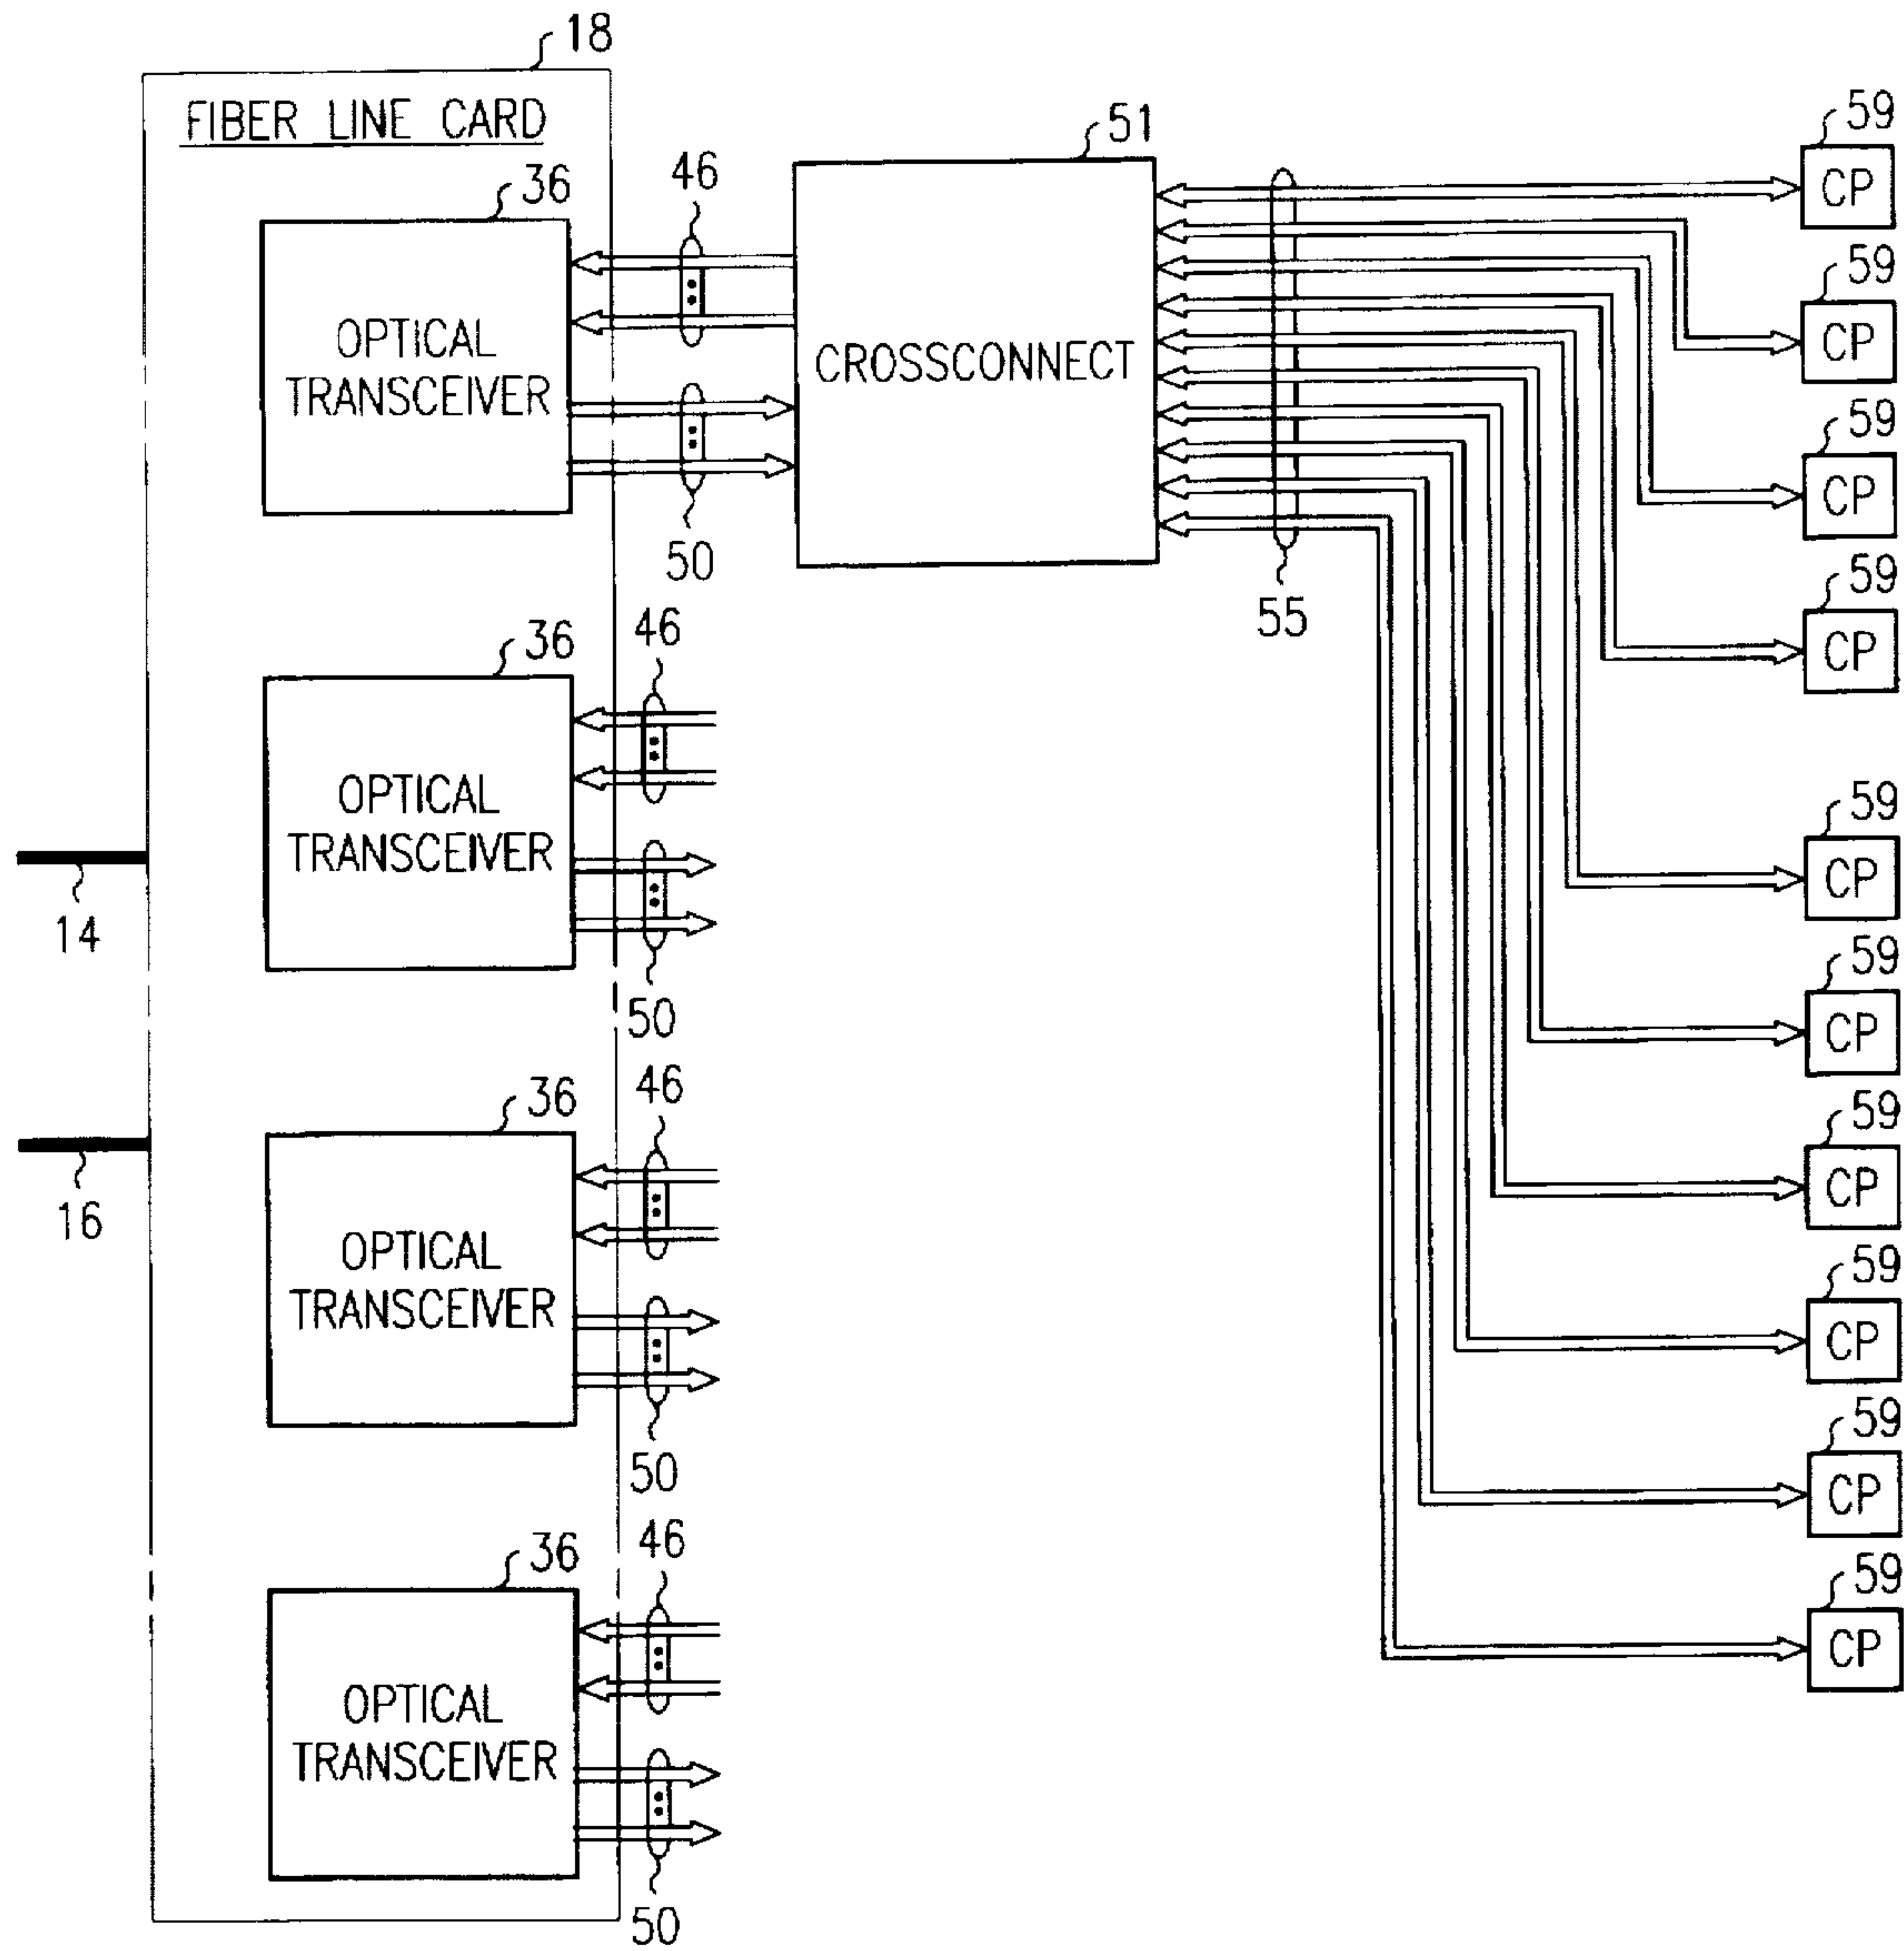 18
FIBER LINE CARD
36
OPTICAL
TRANSCEIVER
46
50
51
CROSSCONNECT
55
59
CP
59
CP
59
CP
59
CP
59
CP
59
CP
59
CP
59
CP
59
CP
59
CP
36
OPTICAL
TRANSCEIVER
46
50
14
36
OPTICAL
TRANSCEIVER
46
50
16
36
OPTICAL
TRANSCEIVER
46
50